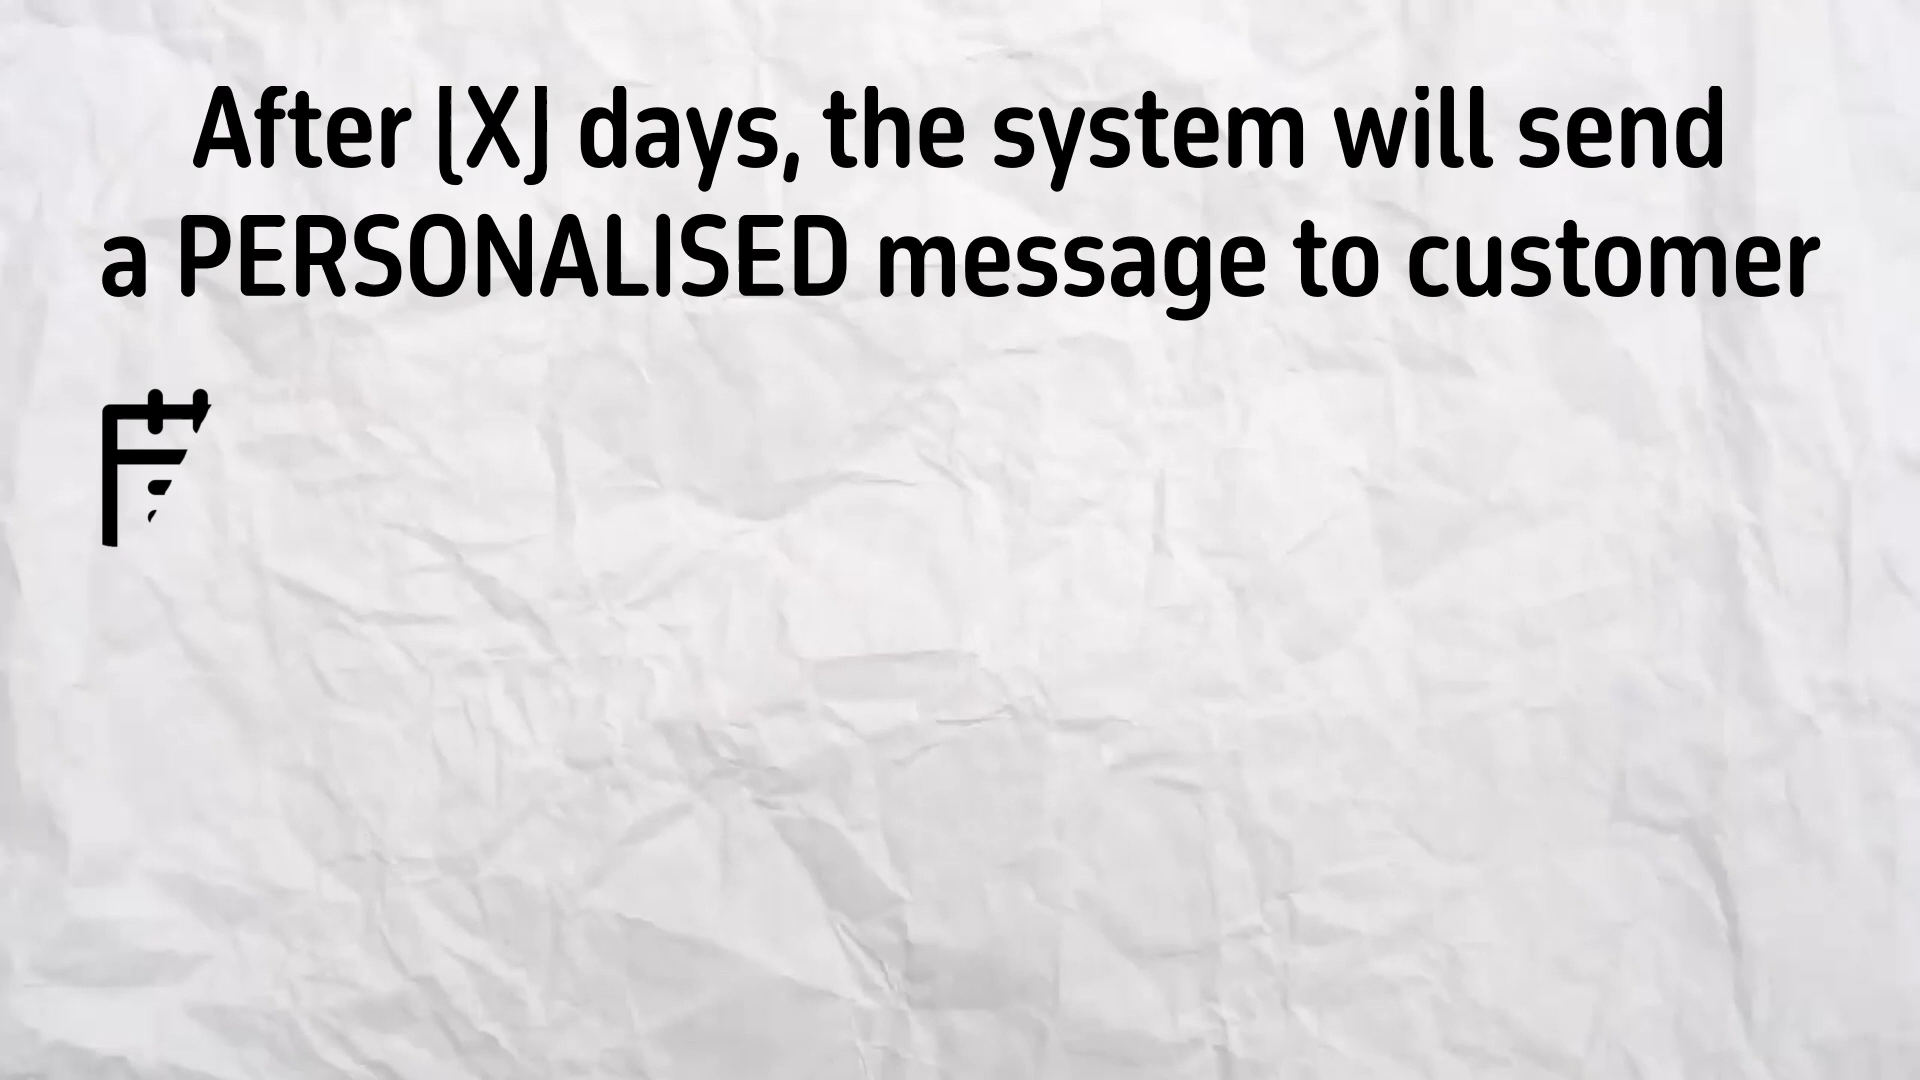 After [X] days, the system will send
a PERSONALISED message to customer